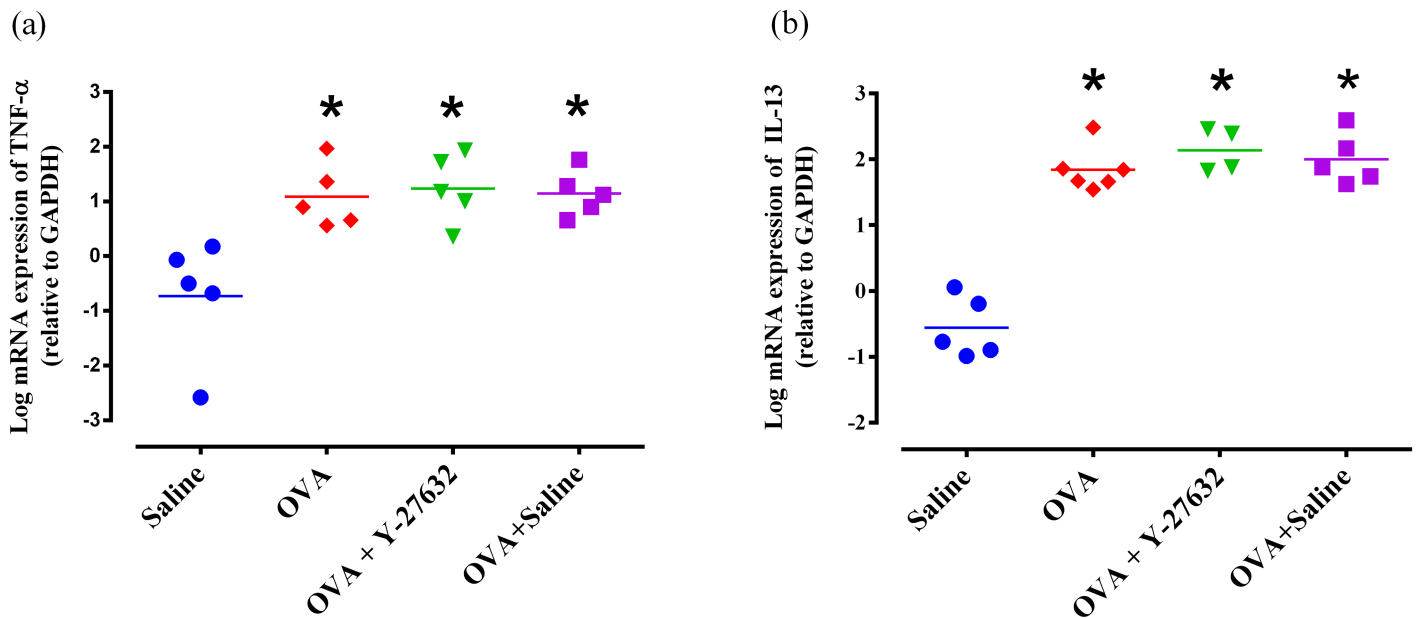 (a)
Log mRNA expression of TNF-α
(relative to GAPDH)
3
2
1
0
-1
-2
-3
*
*
*
Saline
OVA
OVA + Y-27632
OVA+Saline
(b)
Log mRNA expression of IL-13
(relative to GAPDH)
3
2
1
0
-1
-2
*
*
*
Saline
OVA
OVA + Y-27632
OVA+Saline